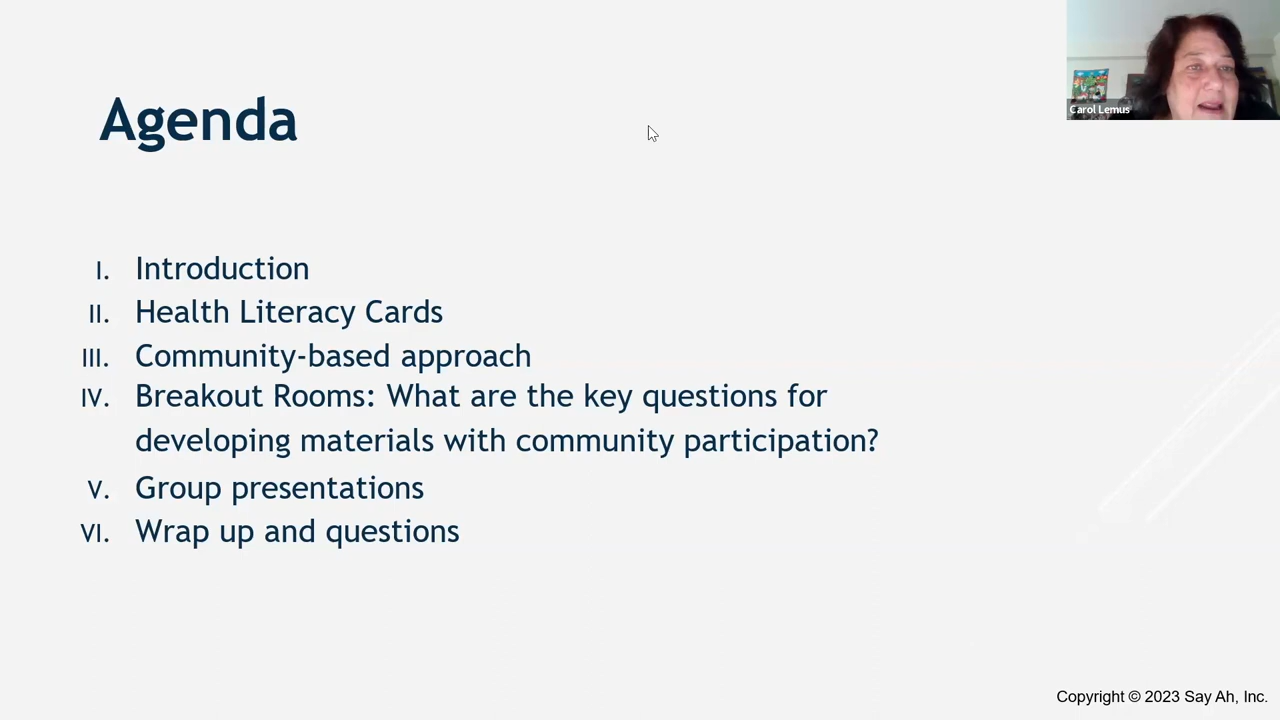 Agenda
Carol Lemus
I. Introduction
II. Health Literacy Cards
III. Community-based approach
IV. Breakout Rooms: What are the key questions for
developing materials with community participation?
V. Group presentations
VI. Wrap up and questions
Copyright © 2023 Say Ah, Inc.